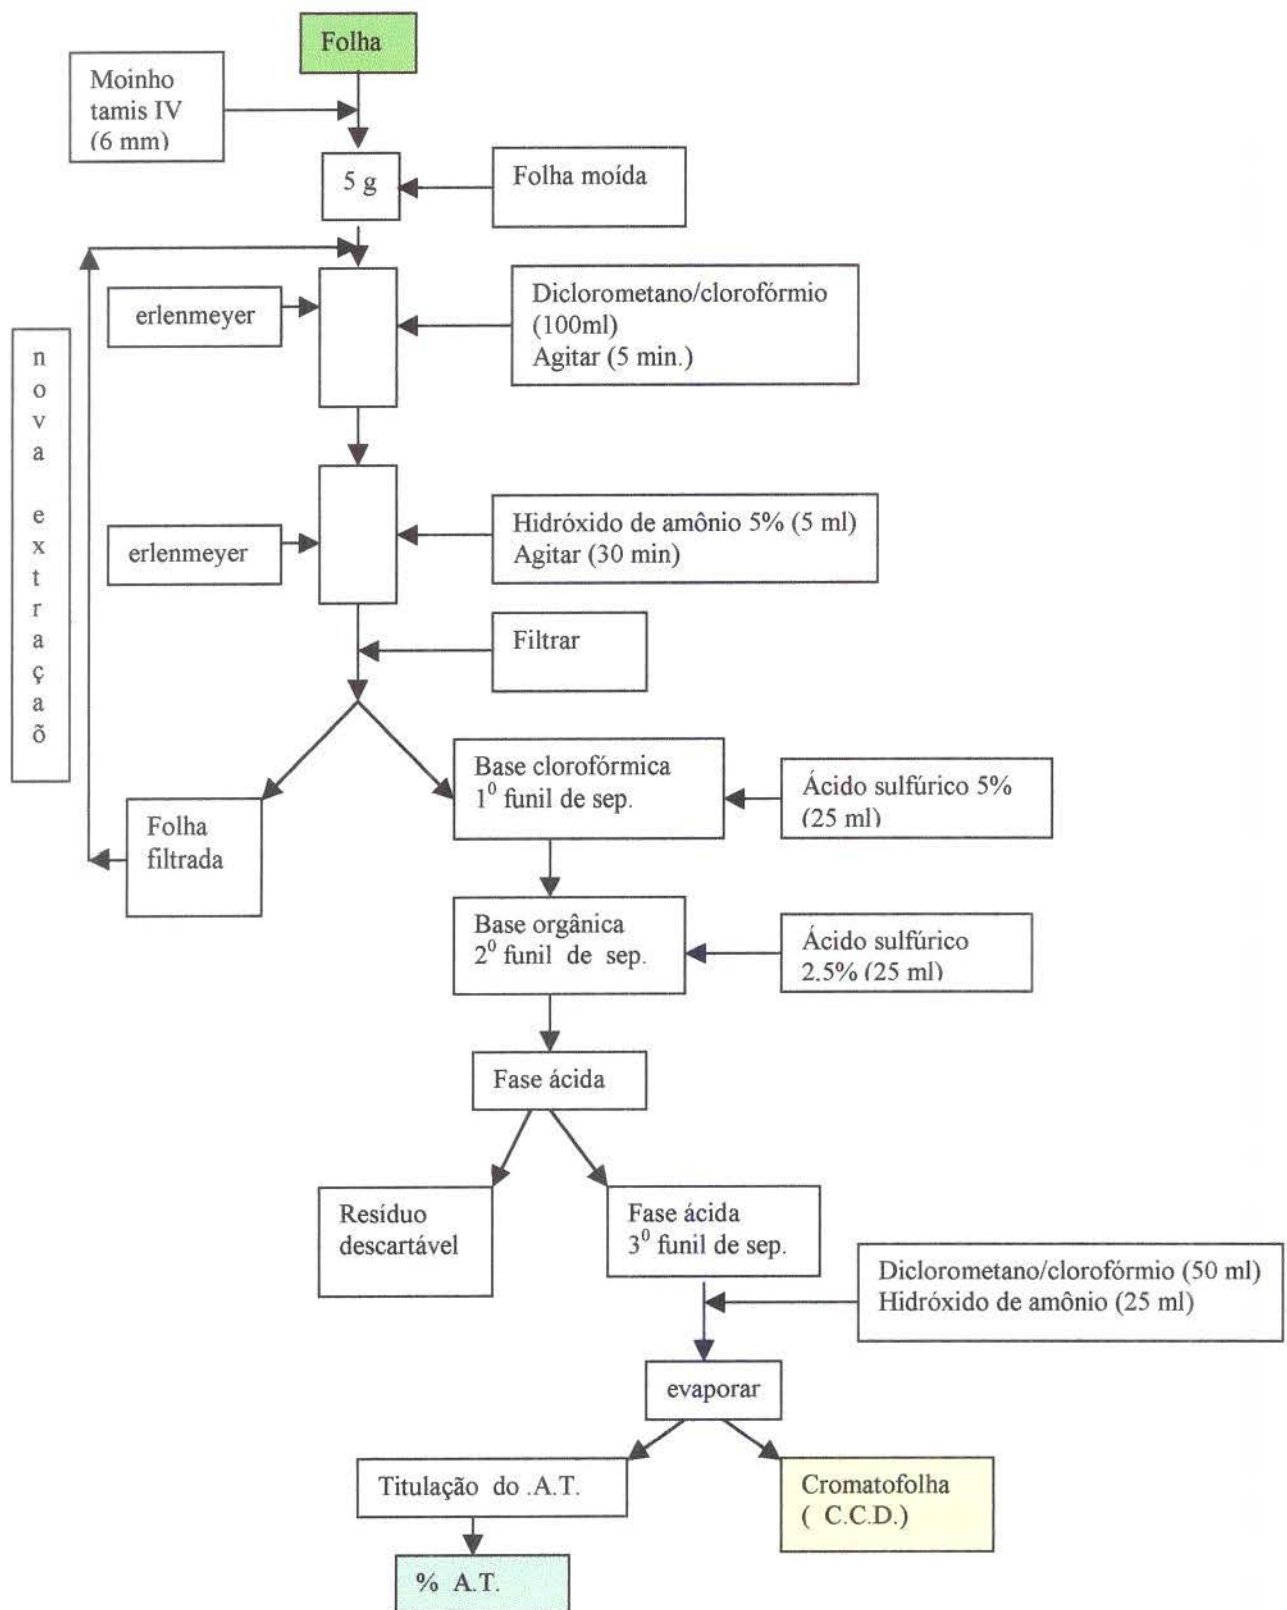 Folha
Moinho
tamis IV
(6 mm)
5 g
Folha moída
erlenmeyer
Diclorometano/clorofórmio
(100ml)
Agitar (5 min.)
n
o
v
a
e
x
t
r
a
ç
a
õ
erlenmeyer
Hidróxido de amônio 5% (5 ml)
Agitar (30 min)
Filtrar
Base clorofórmica
1⁰ funil de sep.
Ácido sulfúrico 5%
(25 ml)
Folha
filtrada
Base orgânica
2⁰ funil de sep.
Ácido sulfúrico
2,5% (25 ml)
Fase ácida
Resíduo
descartável
Fase ácida
3⁰ funil de sep.
Diclorometano/clorofórmio (50 ml)
Hidróxido de amônio (25 ml)
evaporar
Titulação do .A.T.
Cromatofolha
( C.C.D.)
% A.T.